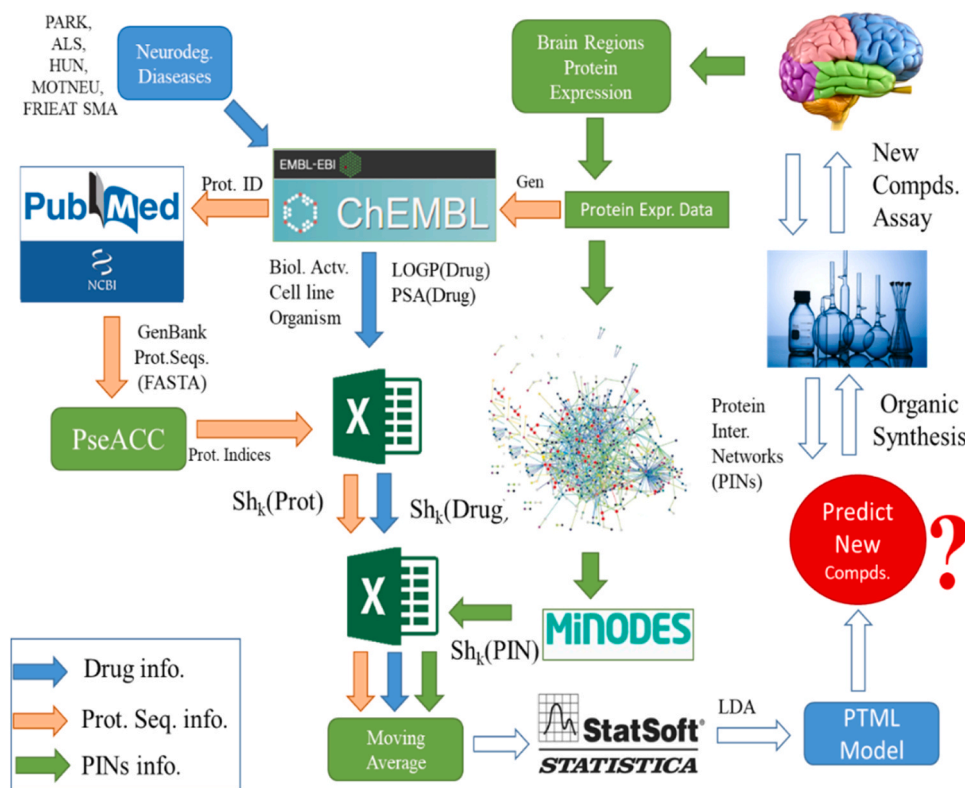 PARK,
ALS,
HUN,
MOTNEU,
FRIEAT SMA
Neurodeg.
Diaseases
Brain Regions
Protein
Expression
EMBL-EBI
ChEMBL
Prot. ID
Gen
Protein Expr. Data
New
Compds.
Assay
PubMed
NCBI
Biol. Actv.
Cell line
Organism
LOGP(Drug)
PSA(Drug)
GenBank
Prot.Seqs.
(FASTA)
PseACC
Prot. Indices
X
Protein
Inter.
Networks
(PINs)
Organic
Synthesis
Shk(Prot)
Shk(Drug)
Predict
New
Compds.
?
X
MiNODES
Shk(PIN)
Drug info.
Prot. Seq. info.
PINs info.
Moving
Average
StatSoft®
STATISTICA
LDA
PTML
Model